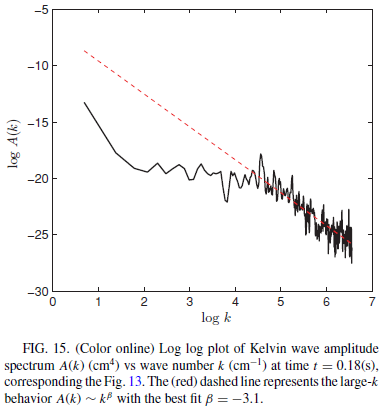 −5
−10
−15
−20
−25
−30
log A(k)
0 1 2 3 4 5 6 7
log k
FIG. 15. (Color online) Log log plot of Kelvin wave amplitude
spectrum A(k) (cm⁴) vs wave number k (cm⁻¹) at time t = 0.18(s),
corresponding the Fig. 13. The (red) dashed line represents the large-k
behavior A(k) ∼ kᵝ with the best fit β = −3.1.